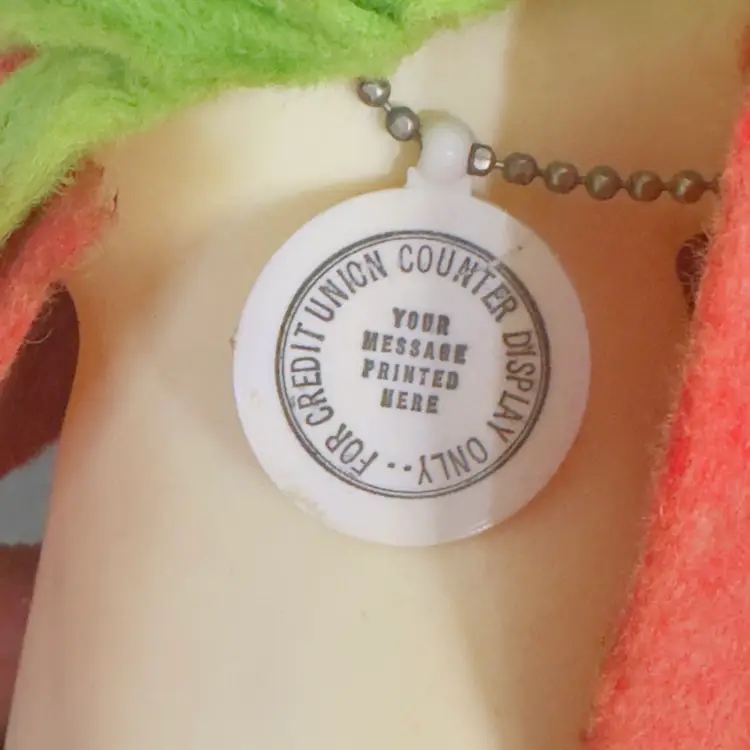 FOR CREDIT UNION COUNTER DISPLAY ONLY··
YOUR
MESSAGE
PRINTED
HERE